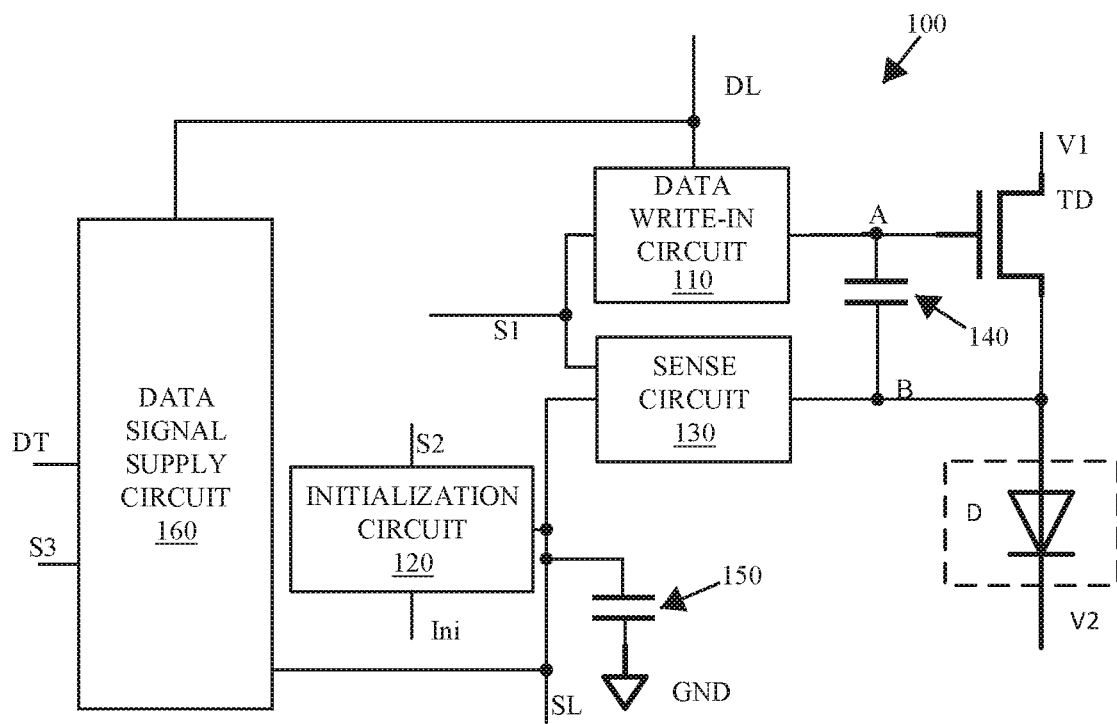 100
DL
V1
DATA
WRITE-IN
CIRCUIT
110
A
TD
S1
140
SENSE
CIRCUIT
130
B
DATA
SIGNAL
SUPPLY
CIRCUIT
160
DT
S3
S2
INITIALIZATION
CIRCUIT
120
Ini
150
D
V2
SL
GND